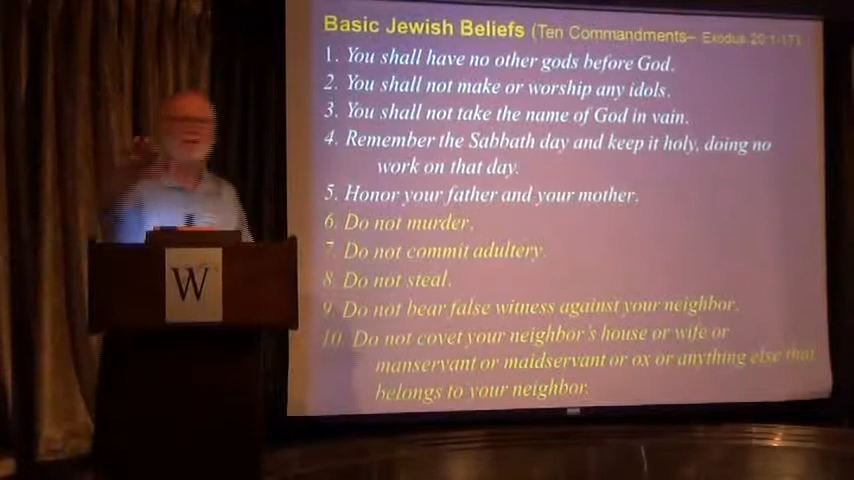 Basic Jewish Beliefs (Ten Commandments– Exodus 20:1-17)
1. You shall have no other gods before God.
2. You shall not make or worship any idols.
3. You shall not take the name of God in vain.
4. Remember the Sabbath day and keep it holy, doing no
work on that day.
5. Honor your father and your mother.
6. Do not murder.
7. Do not commit adultery.
8. Do not steal.
9. Do not bear false witness against your neighbor.
10. Do not covet your neighbor's house or wife or
manservant or maidservant or ox or anything else that
belongs to your neighbor.
W